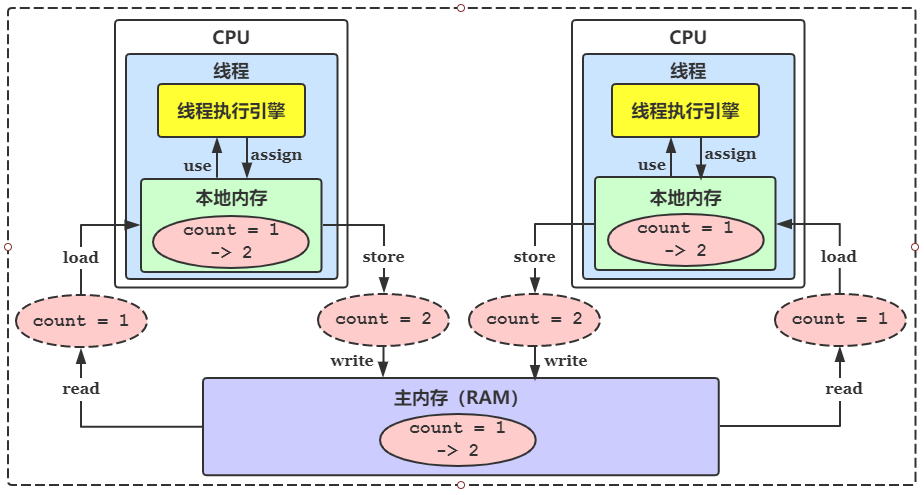 CPU
线程
线程执行引擎
use
assign
本地内存
count = 1
-> 2
load
store
count = 1
count = 2
read
write
CPU
线程
线程执行引擎
use
assign
本地内存
count = 1
-> 2
store
load
count = 2
count = 1
write
read
主内存（RAM）
count = 1
-> 2